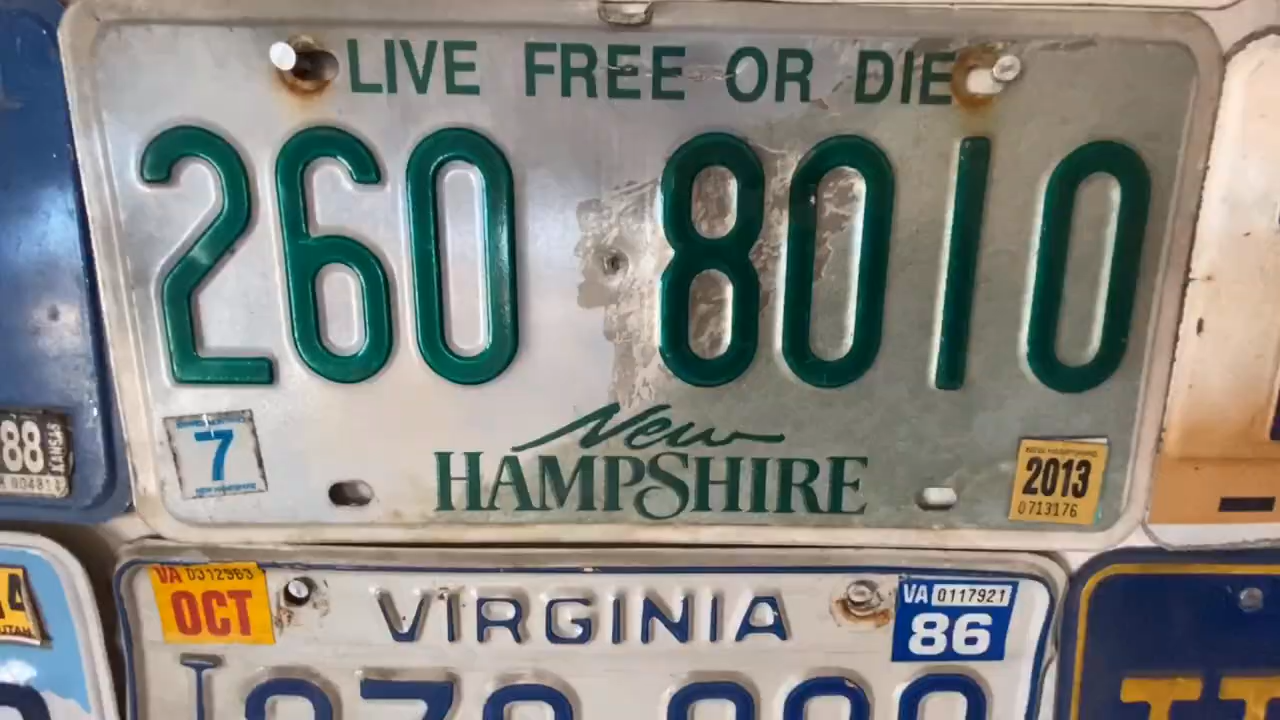 LIVE FREE OR DIE
260 8010
7
New
HAMPSHIRE
2013
0713176
88
KANSAS
VA 0312963
OCT
VIRGINIA
VA 0117921
86
UTAH